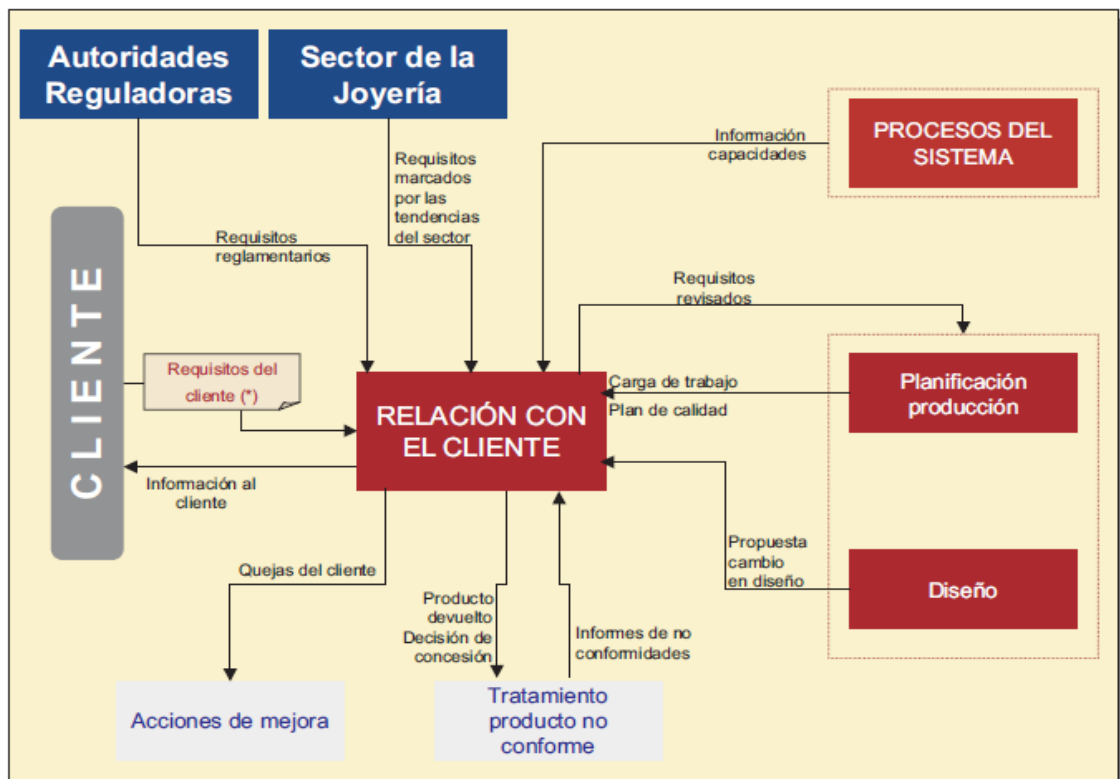 Autoridades
Reguladoras
Sector de la
Joyería
PROCESOS DEL
SISTEMA
Información
capacidades
Requisitos
marcados
por las
tendencias
del sector
Requisitos
reglamentarios
CLIENTE
Requisitos
revisados
Requisitos del
cliente (*)
RELACIÓN CON
EL CLIENTE
Carga de trabajo
Plan de calidad
Planificación
producción
Información al
cliente
Propuesta
cambio
en diseño
Diseño
Quejas del cliente
Producto
devuelto
Decisión de
concesión
Informes de no
conformidades
Acciones de mejora
Tratamiento
producto no
conforme